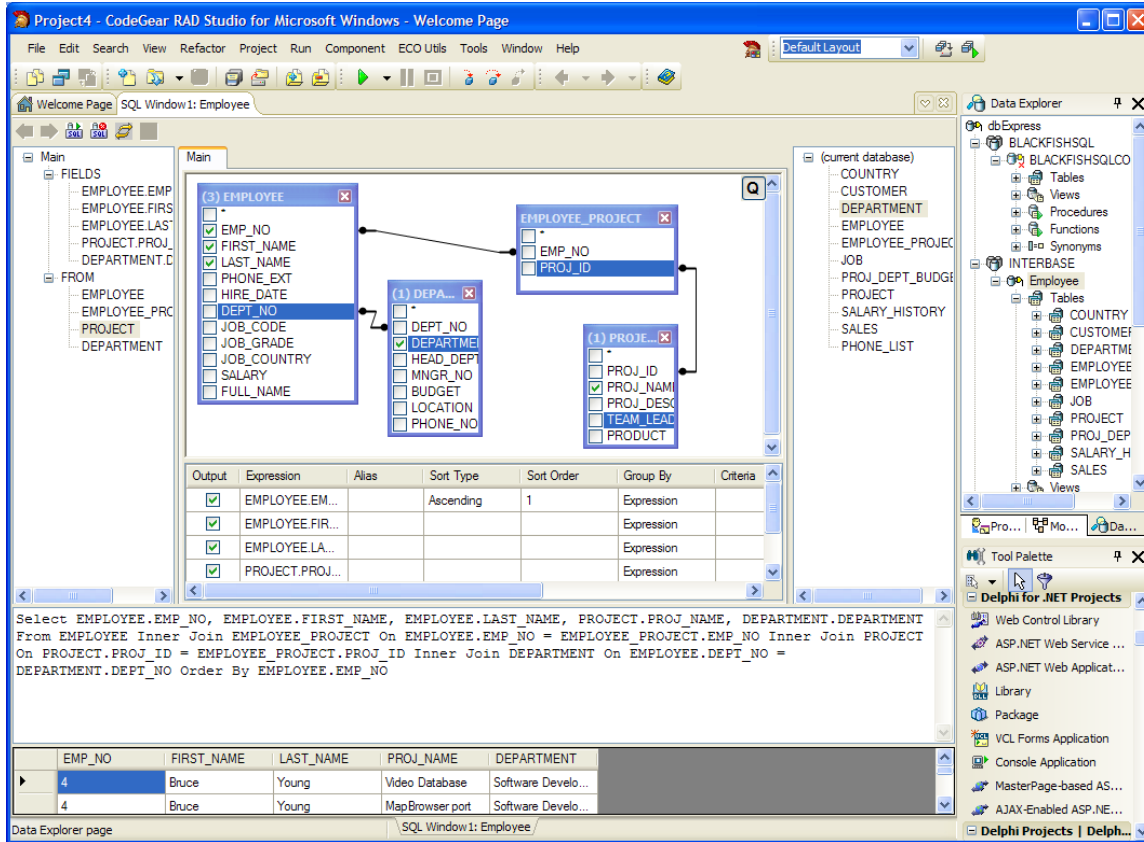 Project4 - CodeGear RAD Studio for Microsoft Windows - Welcome Page
File Edit Search View Refactor Project Run Component ECO Utils Tools Window Help
Default Layout
Welcome Page
SQL Window1: Employee
Main
FIELDS
EMPLOYEE.EMP
EMPLOYEE.FIRS
EMPLOYEE.LAST
PROJECT.PROJ_
DEPARTMENT.D
FROM
EMPLOYEE
EMPLOYEE_PRO
PROJECT
DEPARTMENT
Main
Q
(3) EMPLOYEE
*
EMP_NO
FIRST_NAME
LAST_NAME
PHONE_EXT
HIRE_DATE
DEPT_NO
JOB_CODE
JOB_GRADE
JOB_COUNTRY
SALARY
FULL_NAME
(1) DEPA...
*
DEPT_NO
DEPARTMEI
HEAD_DEPT
MNGR_NO
BUDGET
LOCATION
PHONE_NO
EMPLOYEE_PROJECT
*
EMP_NO
PROJ_ID
(1) PROJE...
*
PROJ_ID
PROJ_NAMI
PROJ_DESC
TEAM_LEAD
PRODUCT
(current database)
COUNTRY
CUSTOMER
DEPARTMENT
EMPLOYEE
EMPLOYEE_PROJEC
JOB
PROJ_DEPT_BUDGE
PROJECT
SALARY_HISTORY
SALES
PHONE_LIST
Output Expression Alias Sort Type Sort Order Group By Criteria
EMPLOYEE.EM... Ascending 1 Expression
EMPLOYEE.FIR... Expression
EMPLOYEE.LA... Expression
PROJECT.PROJ... Expression
Select EMPLOYEE.EMP_NO, EMPLOYEE.FIRST_NAME, EMPLOYEE.LAST_NAME, PROJECT.PROJ_NAME, DEPARTMENT.DEPARTMENT
From EMPLOYEE Inner Join EMPLOYEE_PROJECT On EMPLOYEE.EMP_NO = EMPLOYEE_PROJECT.EMP_NO Inner Join PROJECT
On PROJECT.PROJ_ID = EMPLOYEE_PROJECT.PROJ_ID Inner Join DEPARTMENT On EMPLOYEE.DEPT_NO =
DEPARTMENT.DEPT_NO Order By EMPLOYEE.EMP_NO
EMP_NO FIRST_NAME LAST_NAME PROJ_NAME DEPARTMENT
4 Bruce Young Video Database Software Develo...
4 Bruce Young MapBrowser port Software Develo...
Data Explorer page
SQL Window1: Employee
Data Explorer
dbExpress
BLACKFISHSQL
BLACKFISHSQLCO
Tables
Views
Procedures
Functions
Synonyms
INTERBASE
Employee
Tables
COUNTRY
CUSTOMEF
DEPARTME
EMPLOYEE
EMPLOYEE
JOB
PROJECT
PROJ_DEP
SALARY_H
SALES
Views
Pro... Mo... Da...
Tool Palette
Delphi for .NET Projects
Web Control Library
ASP.NET Web Service ...
ASP.NET Web Applicat...
Library
Package
VCL Forms Application
Console Application
MasterPage-based AS...
AJAX-Enabled ASP.NE...
Delphi Projects | Delph...